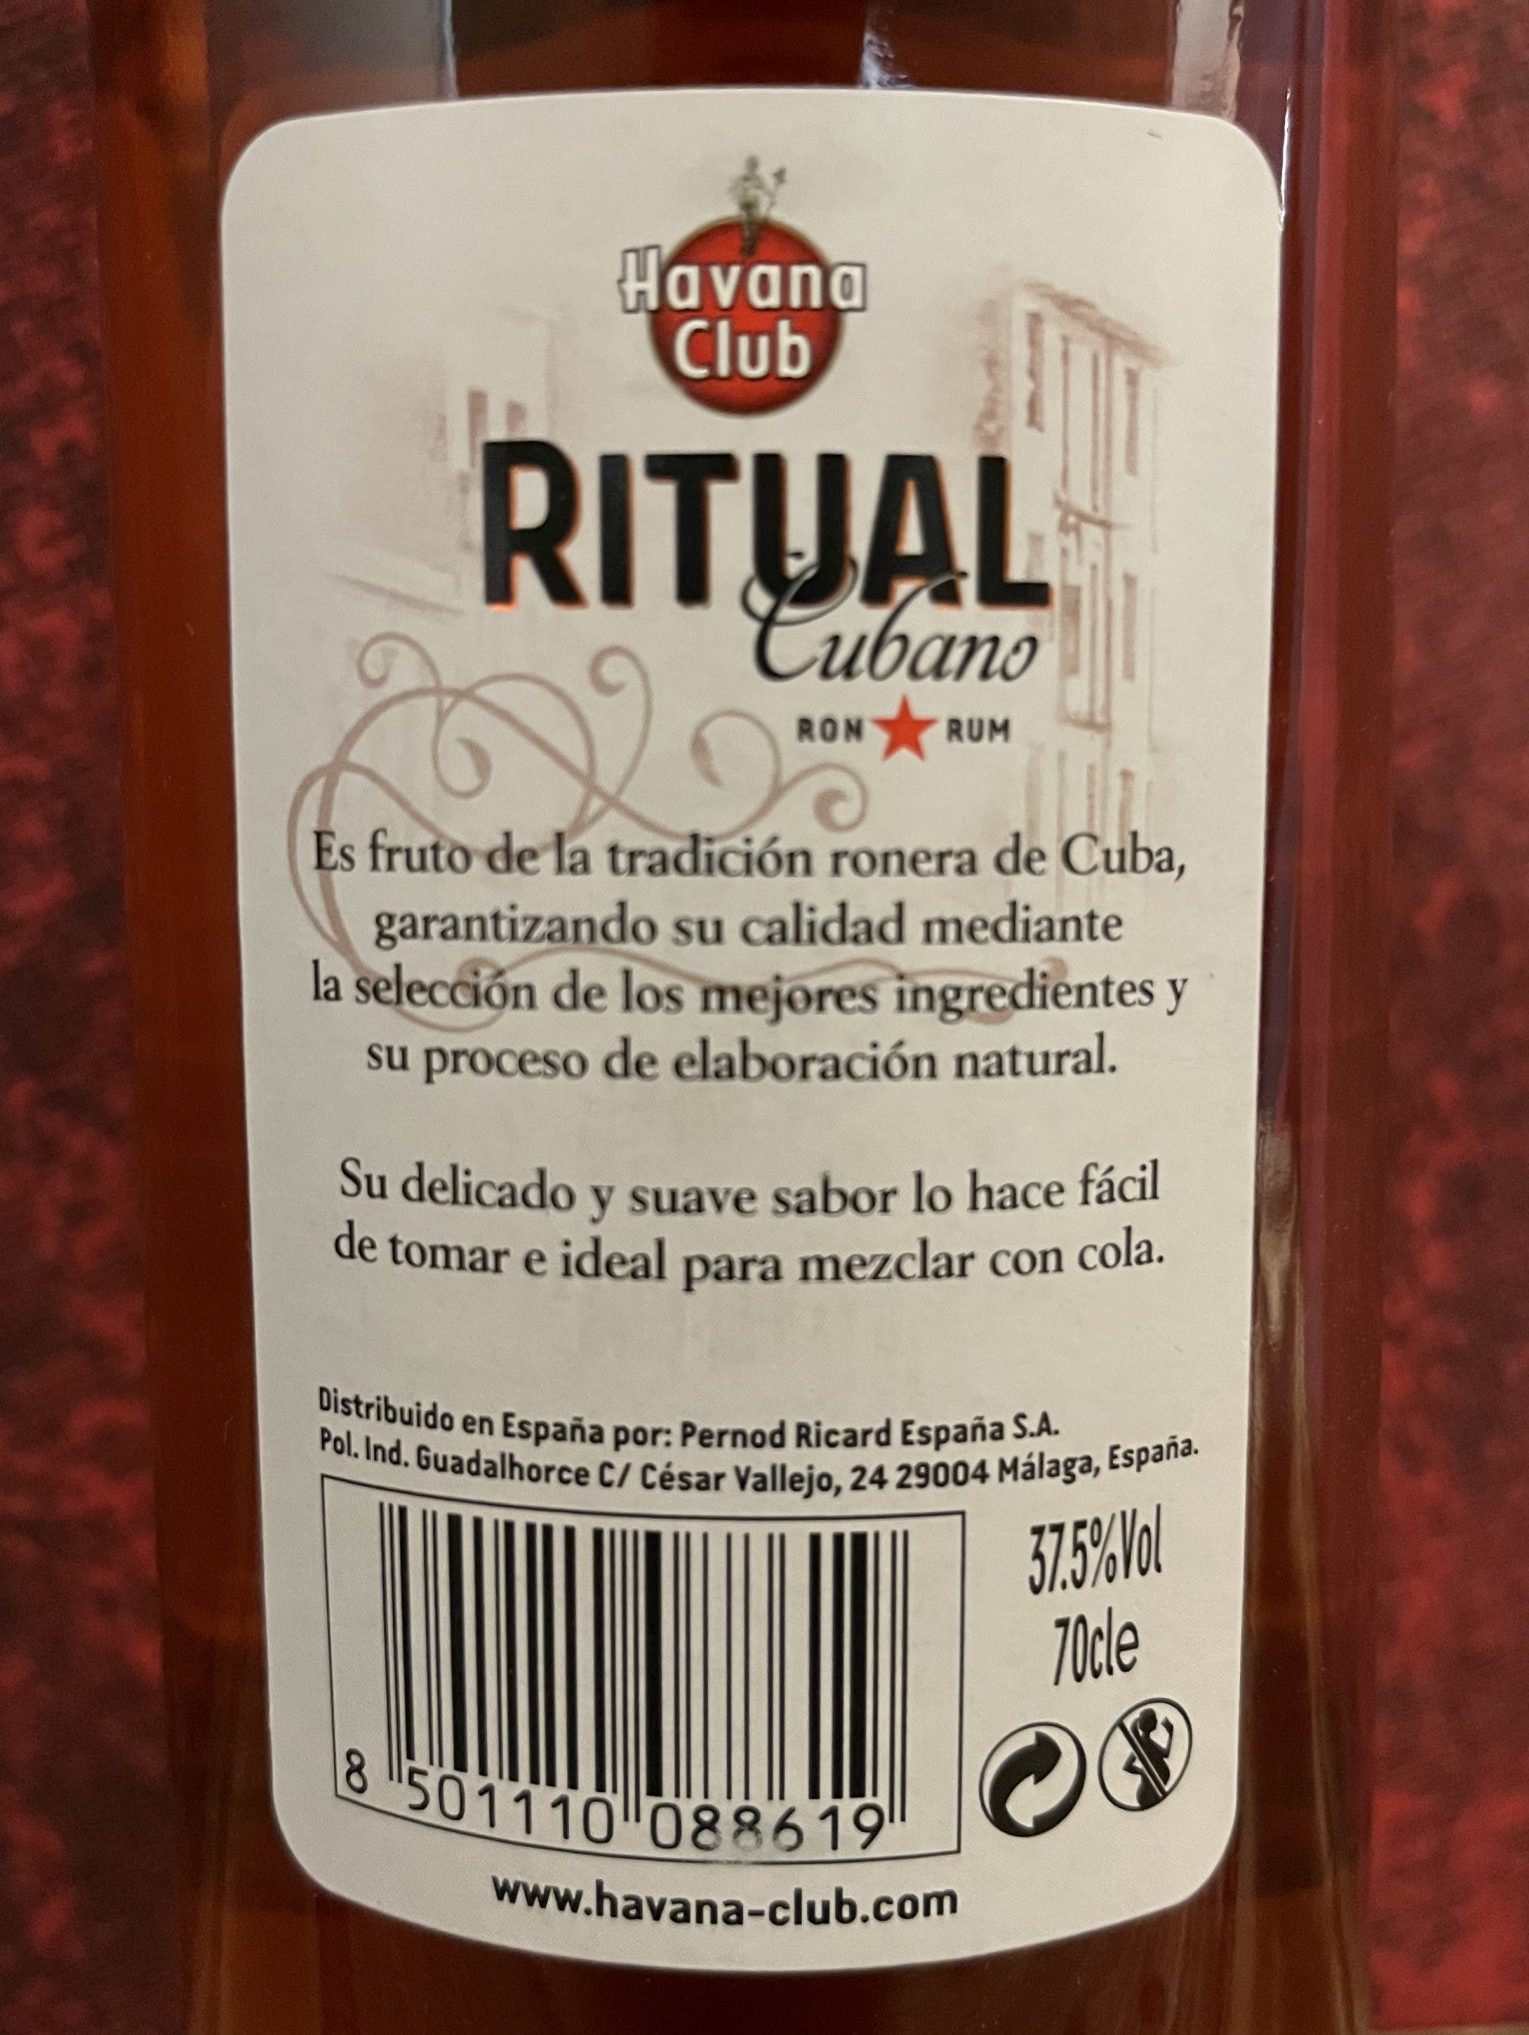 Havana
Club
RITUAL
Cubano
RON ★ RUM
Es fruto de la tradición ronera de Cuba,
garantizando su calidad mediante
la selección de los mejores ingredientes y
su proceso de elaboración natural.
Su delicado y suave sabor lo hace fácil
de tomar e ideal para mezclar con cola.
Distribuido en España por: Pernod Ricard España S.A.
Pol. Ind. Guadalhorce C/ César Vallejo, 24 29004 Málaga, España.
37.5%Vol
70cle
8 501110 088619
www.havana-club.com